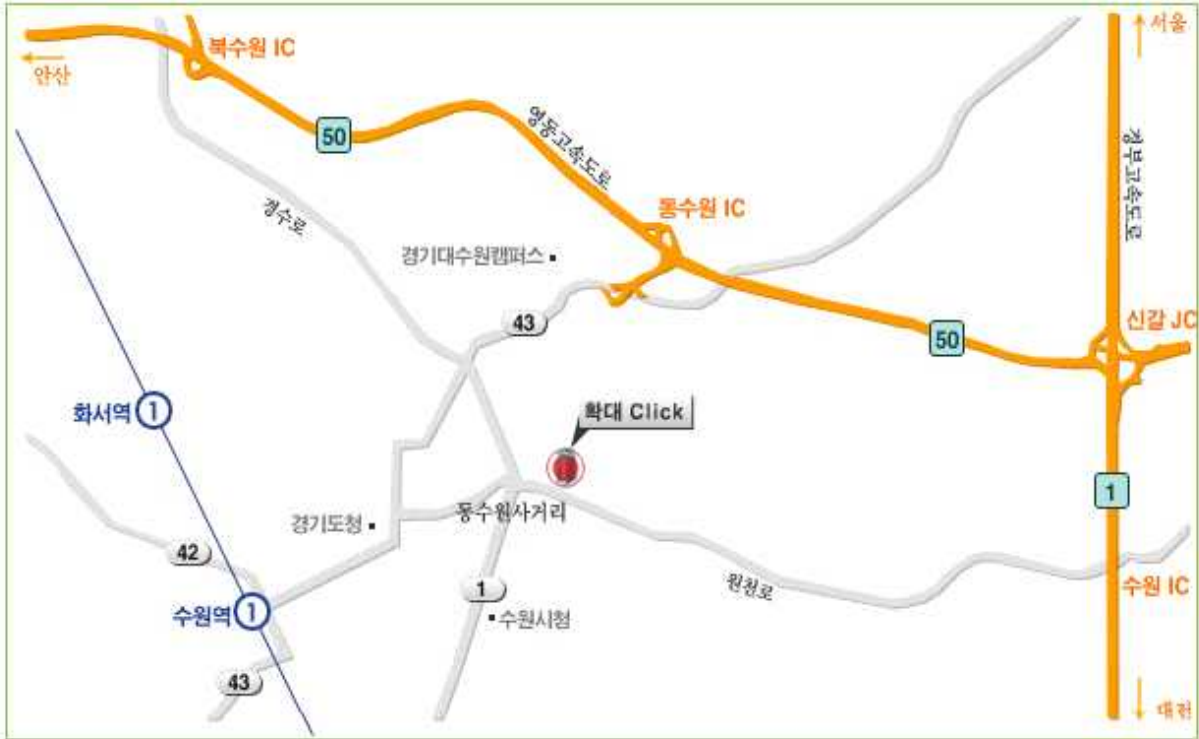 서울
북수원 IC
안산
50
영동고속도로
경부고속도로
경수로
동수원 IC
경기대수원캠퍼스
43
신갈 JC
50
화서역 1
확대 Click
1
동수원사거리
경기도청
42
1
원천로
수원 IC
수원역 1
수원시청
43
대전